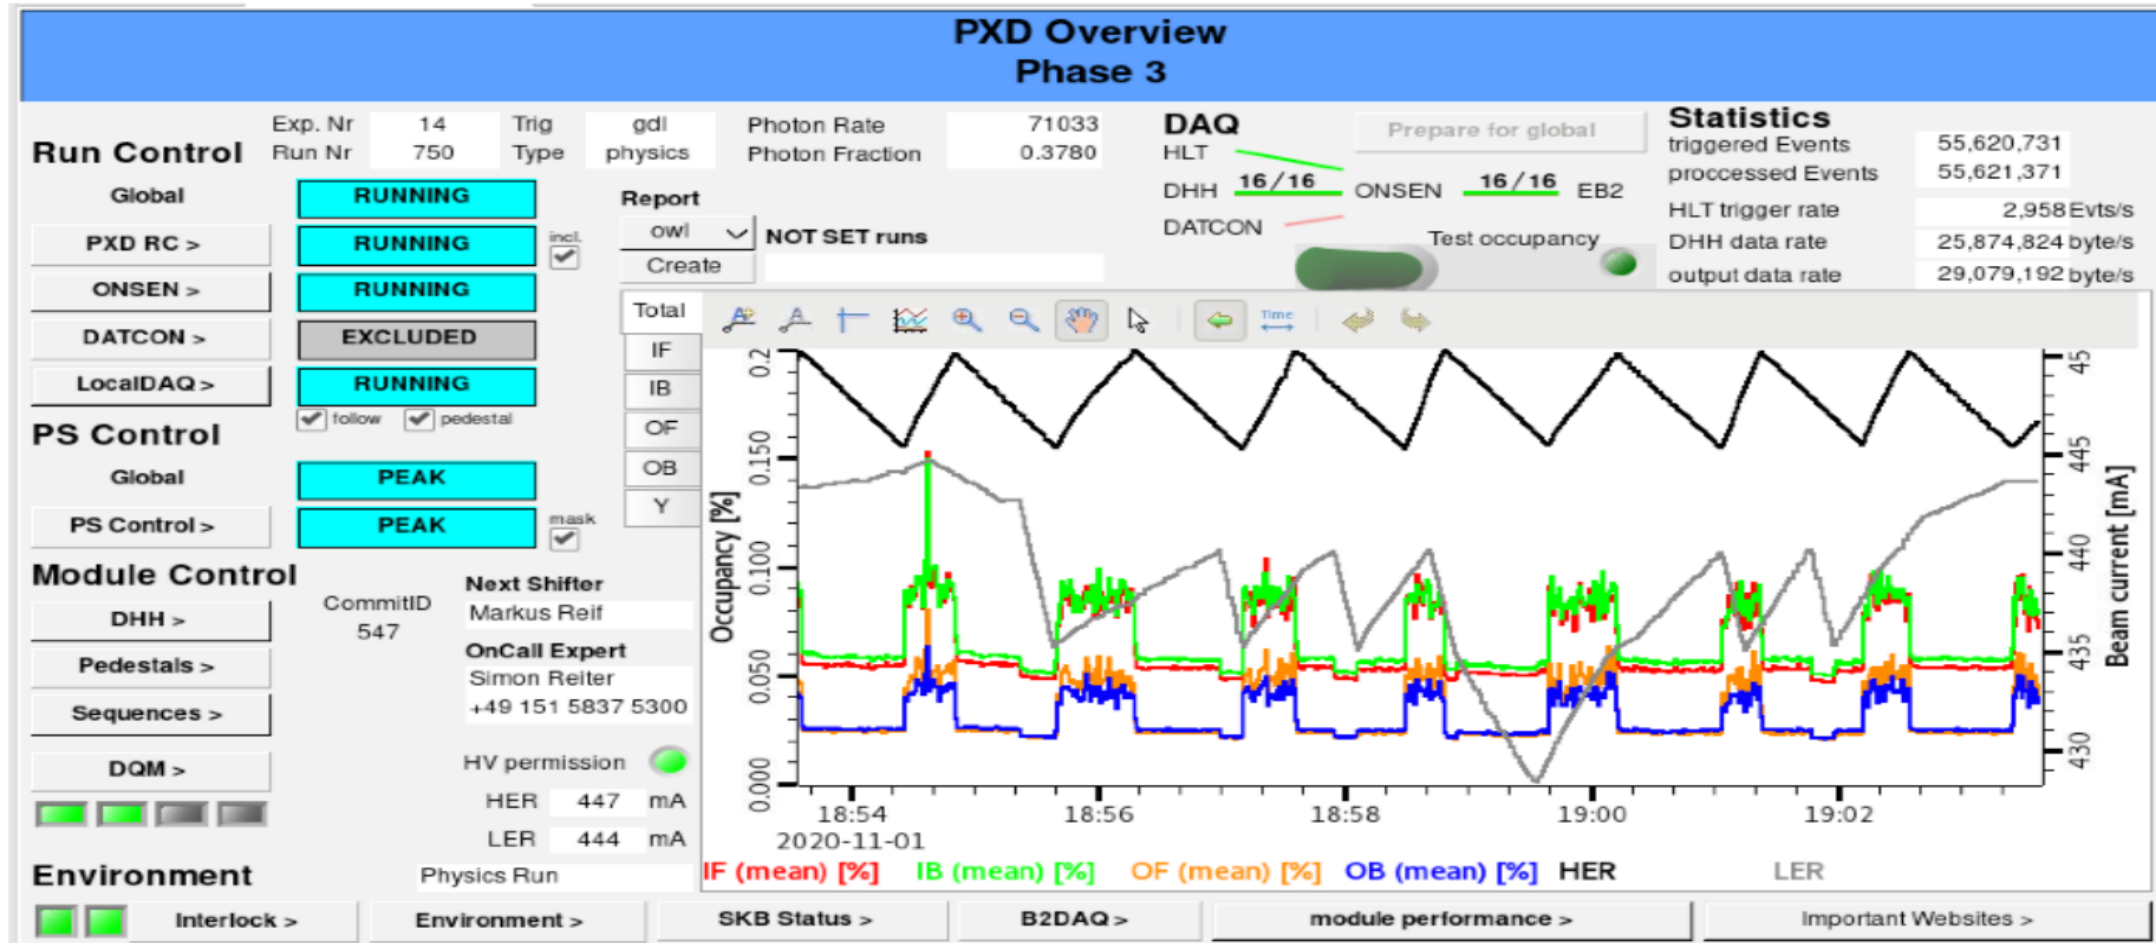 PXD Overview
Phase 3
Run Control
Exp. Nr 14 Trig gdl
Run Nr 750 Type physics
Photon Rate 71033
Photon Fraction 0.3780
Global RUNNING
PXD RC > RUNNING incl.
ONSEN > RUNNING
DATCON > EXCLUDED
LocalDAQ > RUNNING
follow pedestal
Report
owl NOT SET runs
Create
DAQ
Prepare for global
HLT
DHH 16/16 ONSEN 16/16 EB2
DATCON
Test occupancy
Statistics
triggered Events 55,620,731
proccessed Events 55,621,371
HLT trigger rate 2,958 Evts/s
DHH data rate 25,874,824 byte/s
output data rate 29,079,192 byte/s
PS Control
Global PEAK
PS Control > PEAK mask
Module Control
DHH >
Pedestals >
Sequences >
DQM >
CommitID
547
Next Shifter
Markus Reif
OnCall Expert
Simon Reiter
+49 151 5837 5300
HV permission
HER 447 mA
LER 444 mA
Environment
Physics Run
Total
IF
IB
OF
OB
Y
Time
Occupancy [%]
0.2
0.150
0.100
0.050
0.000
45
445
440
435
430
Beam current [mA]
18:54 18:56 18:58 19:00 19:02
2020-11-01
IF (mean) [%] IB (mean) [%] OF (mean) [%] OB (mean) [%] HER LER
Interlock > Environment > SKB Status > B2DAQ > module performance > Important Websites >